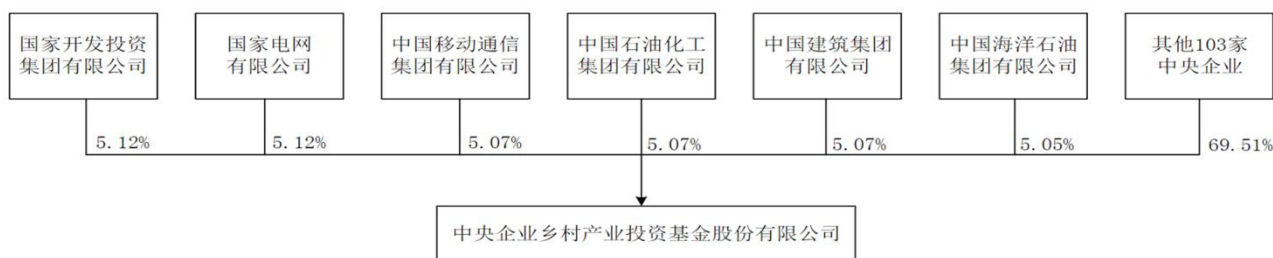 国家开发投资
集团有限公司
国家电网
有限公司
中国移动通信
集团有限公司
中国石油化工
集团有限公司
中国建筑集团
有限公司
中国海洋石油
集团有限公司
其他103家
中央企业
5.12%
5.12%
5.07%
5.07%
5.07%
5.05%
69.51%
中央企业乡村产业投资基金股份有限公司